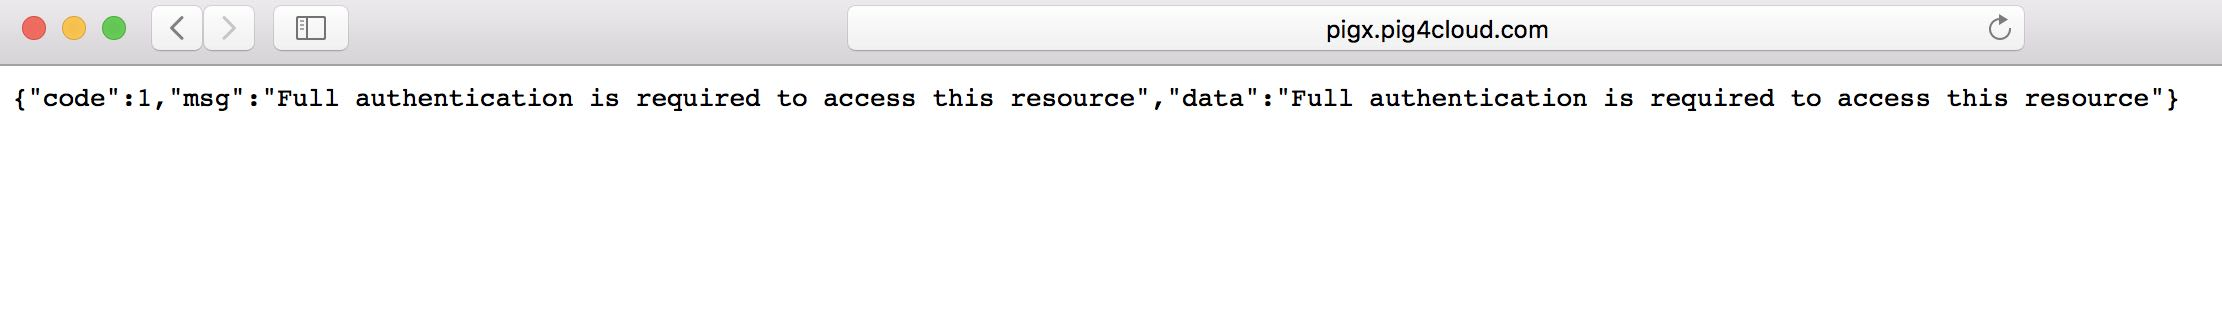 pigx.pig4cloud.com
{"code":1,"msg":"Full authentication is required to access this resource","data":"Full authentication is required to access this resource"}